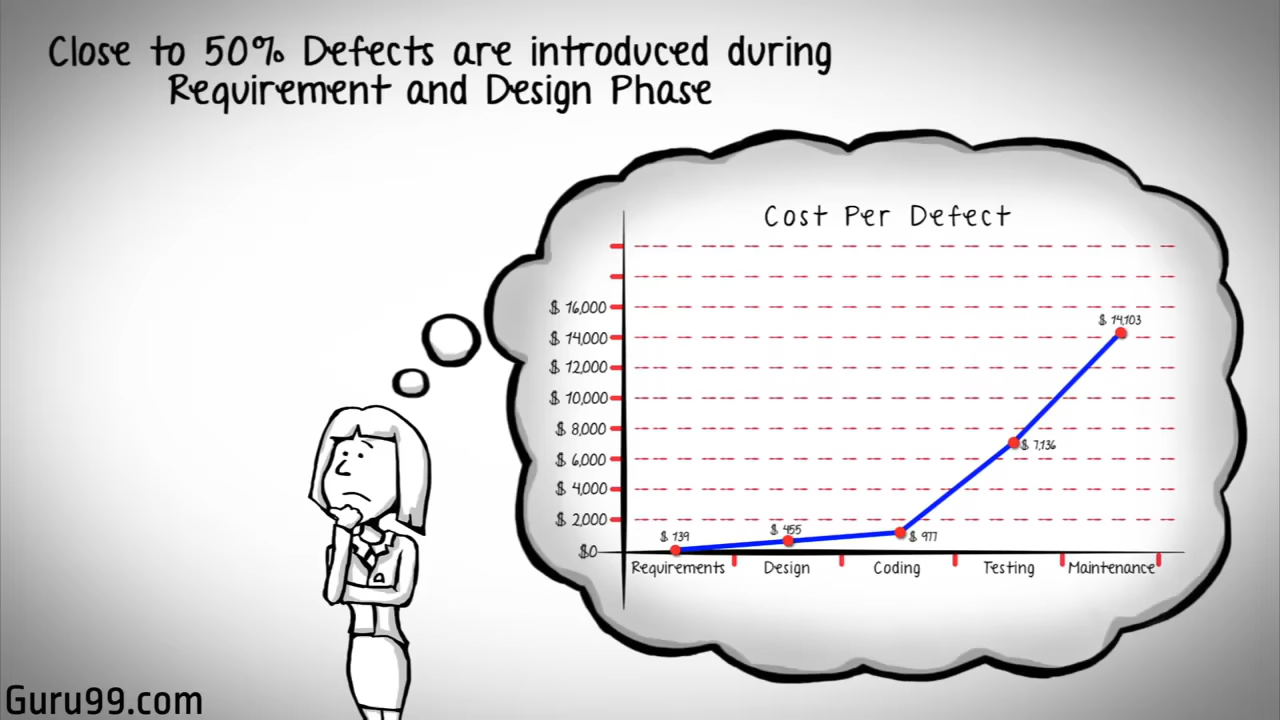 Close to 50% Defects are introduced during
Requirement and Design Phase
Cost Per Defect
$ 16,000
$ 14,000
$ 12,000
$ 10,000
$ 8,000
$ 6,000
$ 4,000
$ 2,000
$0
$ 139
$ 455
$ 977
$ 7,136
$ 14,103
Requirements Design Coding Testing Maintenance
Guru99.com